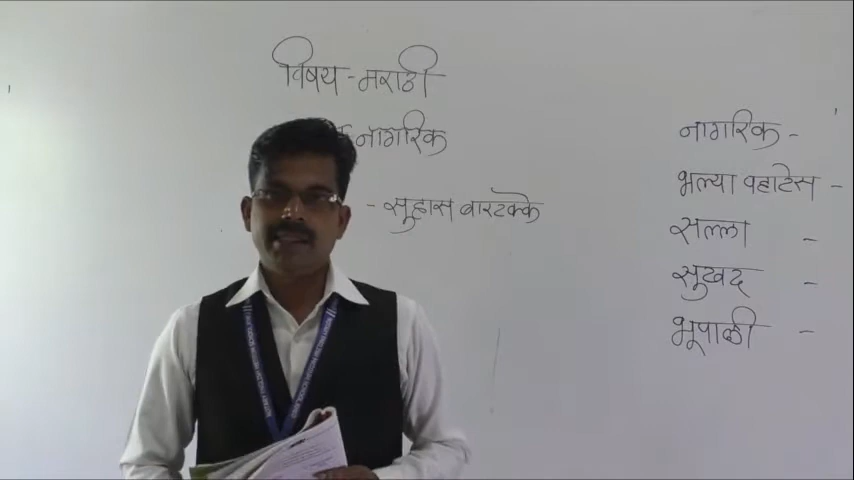 विषय - मराठी
नागरिक
- सुहास बारटक्के
नागरिक -
भल्या पहाटेस -
सल्ला -
सुखद -
भूपाळी -